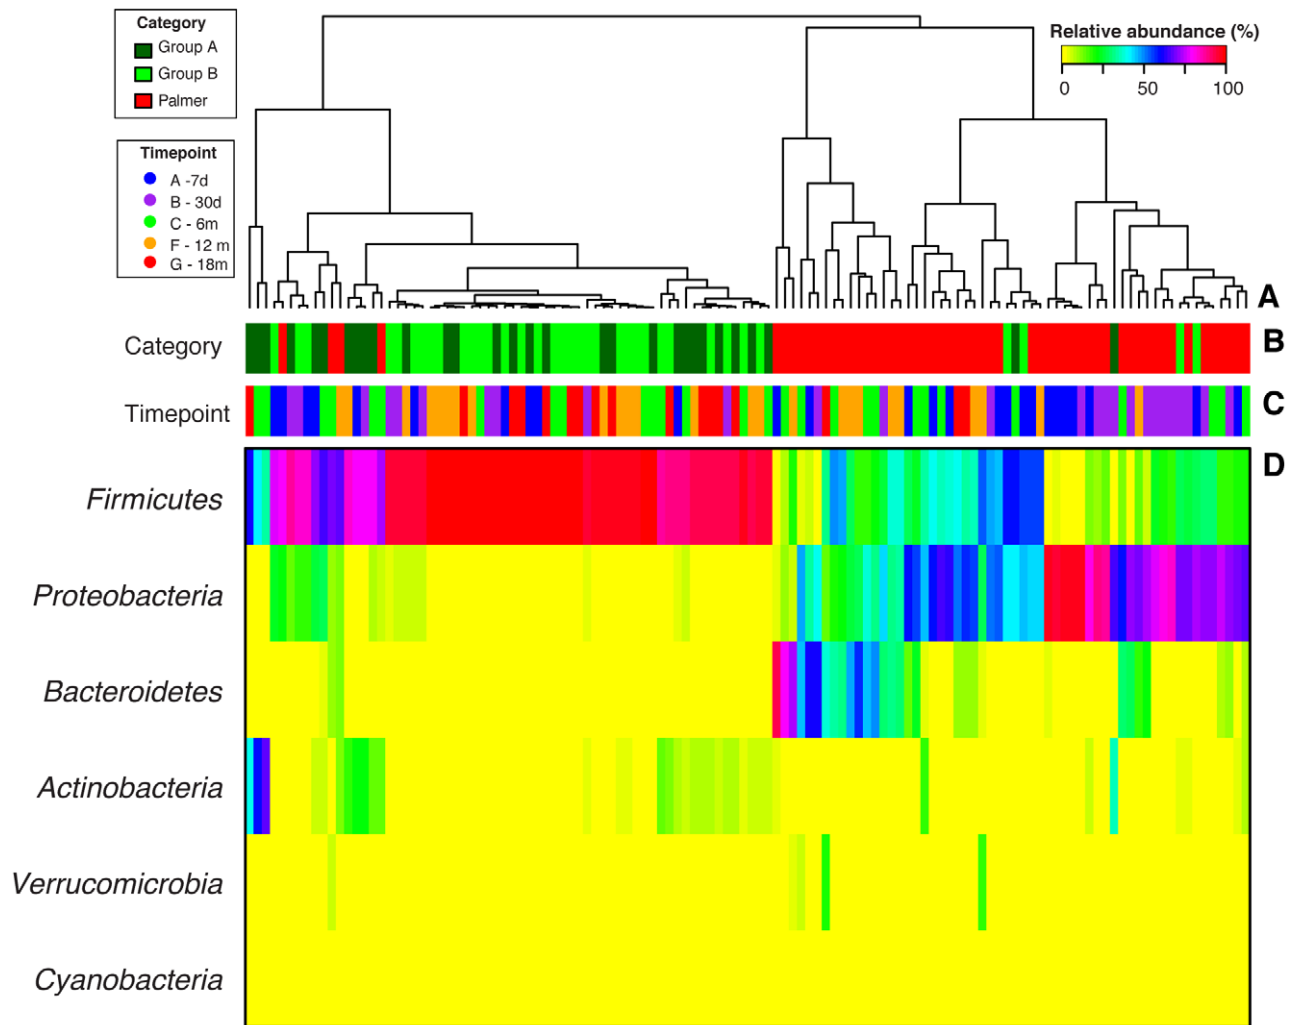 Category
Group A
Group B
Palmer
Timepoint
A -7d
B - 30d
C - 6m
F - 12 m
G - 18m
Relative abundance (%)
0 50 100
A
Category B
Timepoint C
Firmicutes D
Proteobacteria
Bacteroidetes
Actinobacteria
Verrucomicrobia
Cyanobacteria